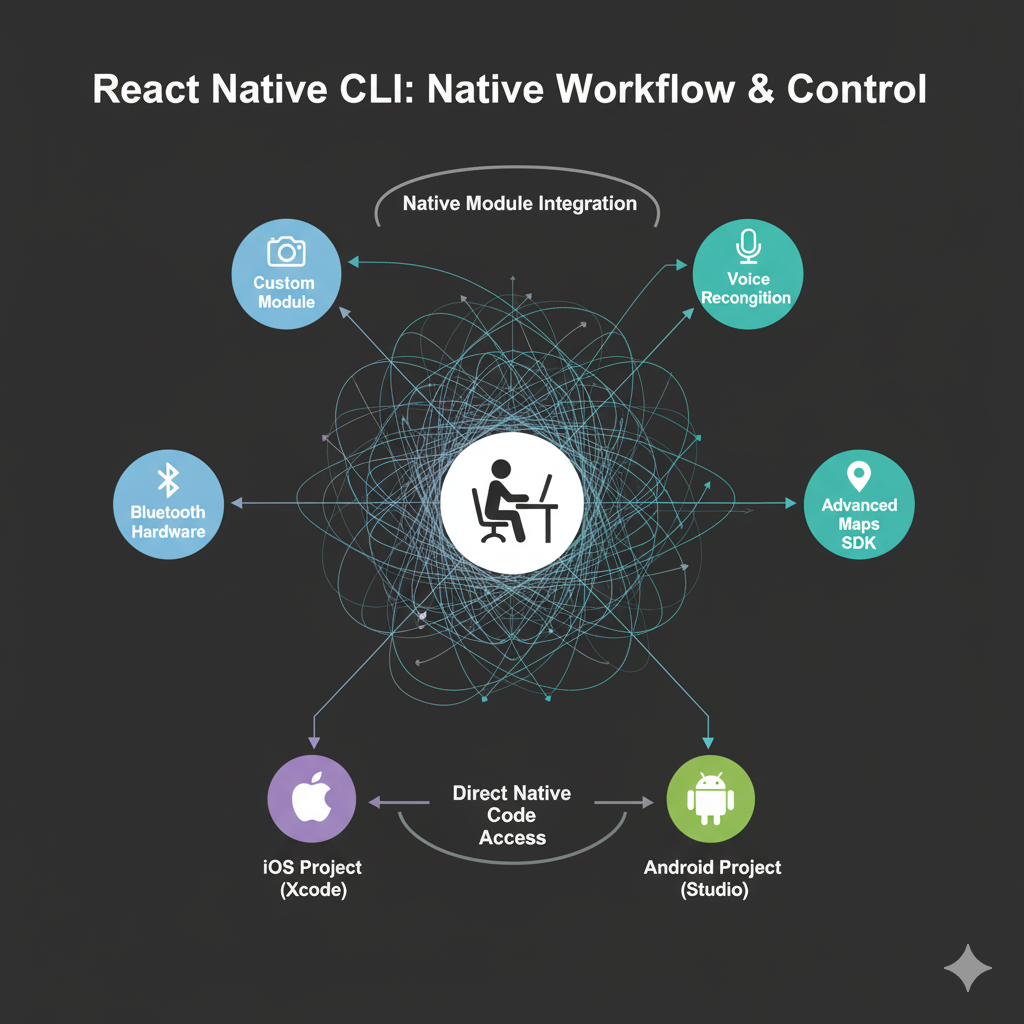 React Native CLI: Native Workflow & Control
Native Module Integration
Custom
Module
Voice
Recongition
Bluetooth
Hardware
Advanced
Maps
SDK
Direct Native
Code
Access
iOS Project
(Xcode)
Android Project
(Studio)